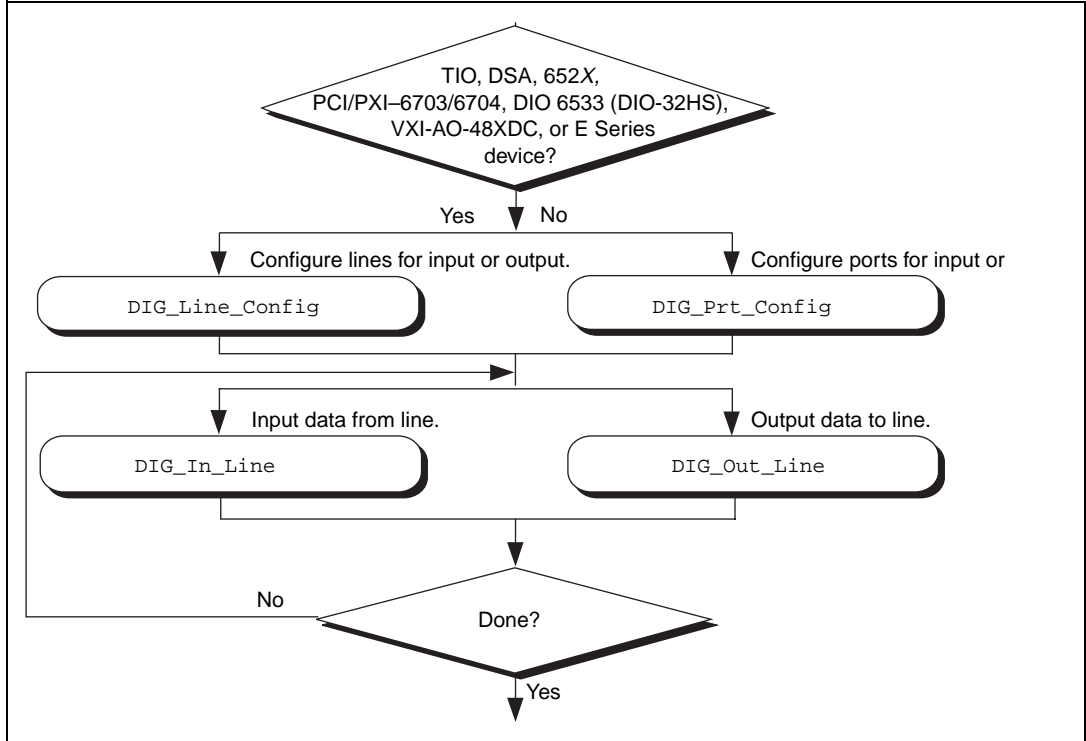 TIO, DSA, 652X,
PCI/PXI–6703/6704, DIO 6533 (DIO-32HS),
VXI-AO-48XDC, or E Series
device?
Yes No
Configure lines for input or output. Configure ports for input or
DIG_Line_Config DIG_Prt_Config
Input data from line. Output data to line.
DIG_In_Line DIG_Out_Line
No
Done?
Yes